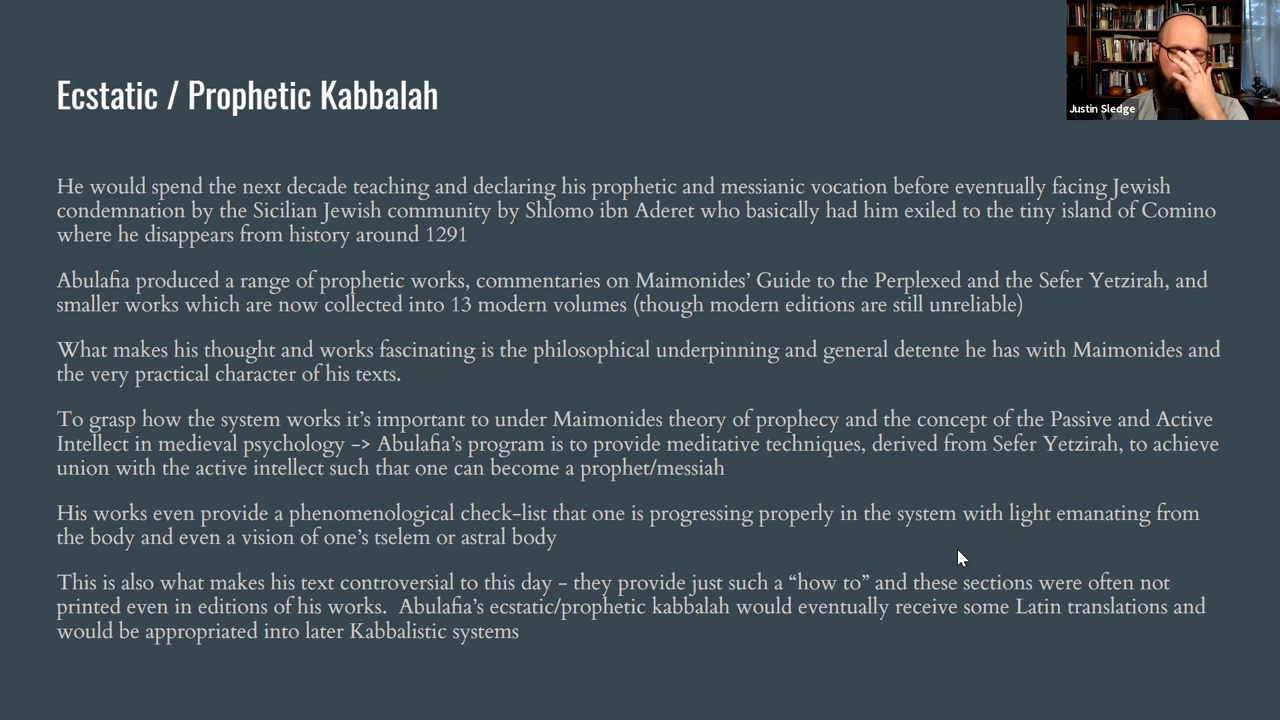 Ecstatic / Prophetic Kabbalah
Justin Sledge
He would spend the next decade teaching and declaring his prophetic and messianic vocation before eventually facing Jewish
condemnation by the Sicilian Jewish community by Shlomo ibn Aderet who basically had him exiled to the tiny island of Comino
where he disappears from history around 1291
Abulafia produced a range of prophetic works, commentaries on Maimonides' Guide to the Perplexed and the Sefer Yetzirah, and
smaller works which are now collected into 13 modern volumes (though modern editions are still unreliable)
What makes his thought and works fascinating is the philosophical underpinning and general detente he has with Maimonides and
the very practical character of his texts.
To grasp how the system works it's important to under Maimonides theory of prophecy and the concept of the Passive and Active
Intellect in medieval psychology -> Abulafia's program is to provide meditative techniques, derived from Sefer Yetzirah, to achieve
union with the active intellect such that one can become a prophet/messiah
His works even provide a phenomenological check-list that one is progressing properly in the system with light emanating from
the body and even a vision of one's tselem or astral body
This is also what makes his text controversial to this day - they provide just such a "how to" and these sections were often not
printed even in editions of his works.  Abulafia's ecstatic/prophetic kabbalah would eventually receive some Latin translations and
would be appropriated into later Kabbalistic systems